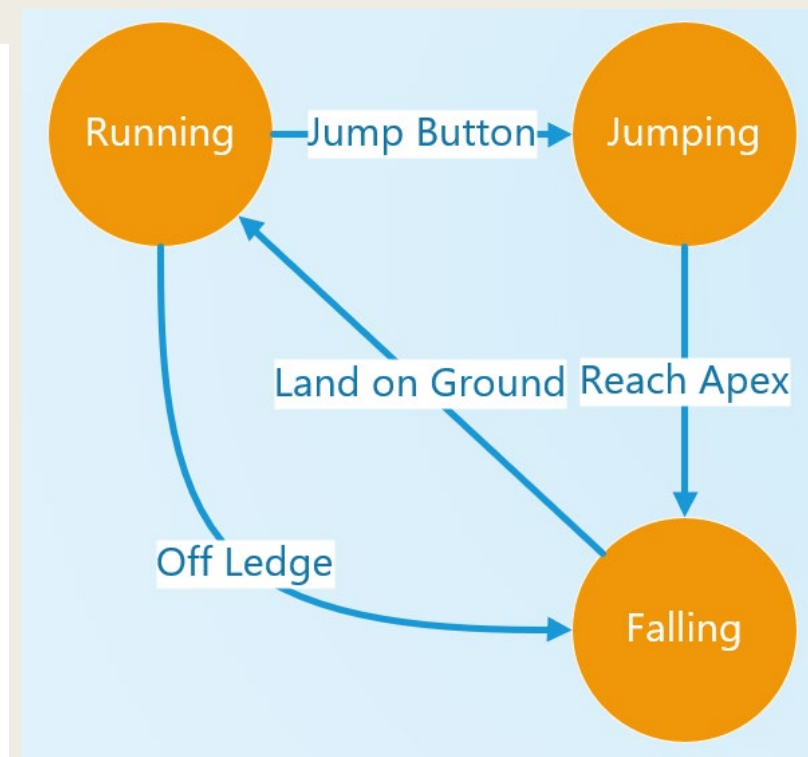 Running
Jump Button
Jumping
Land on Ground
Reach Apex
Off Ledge
Falling